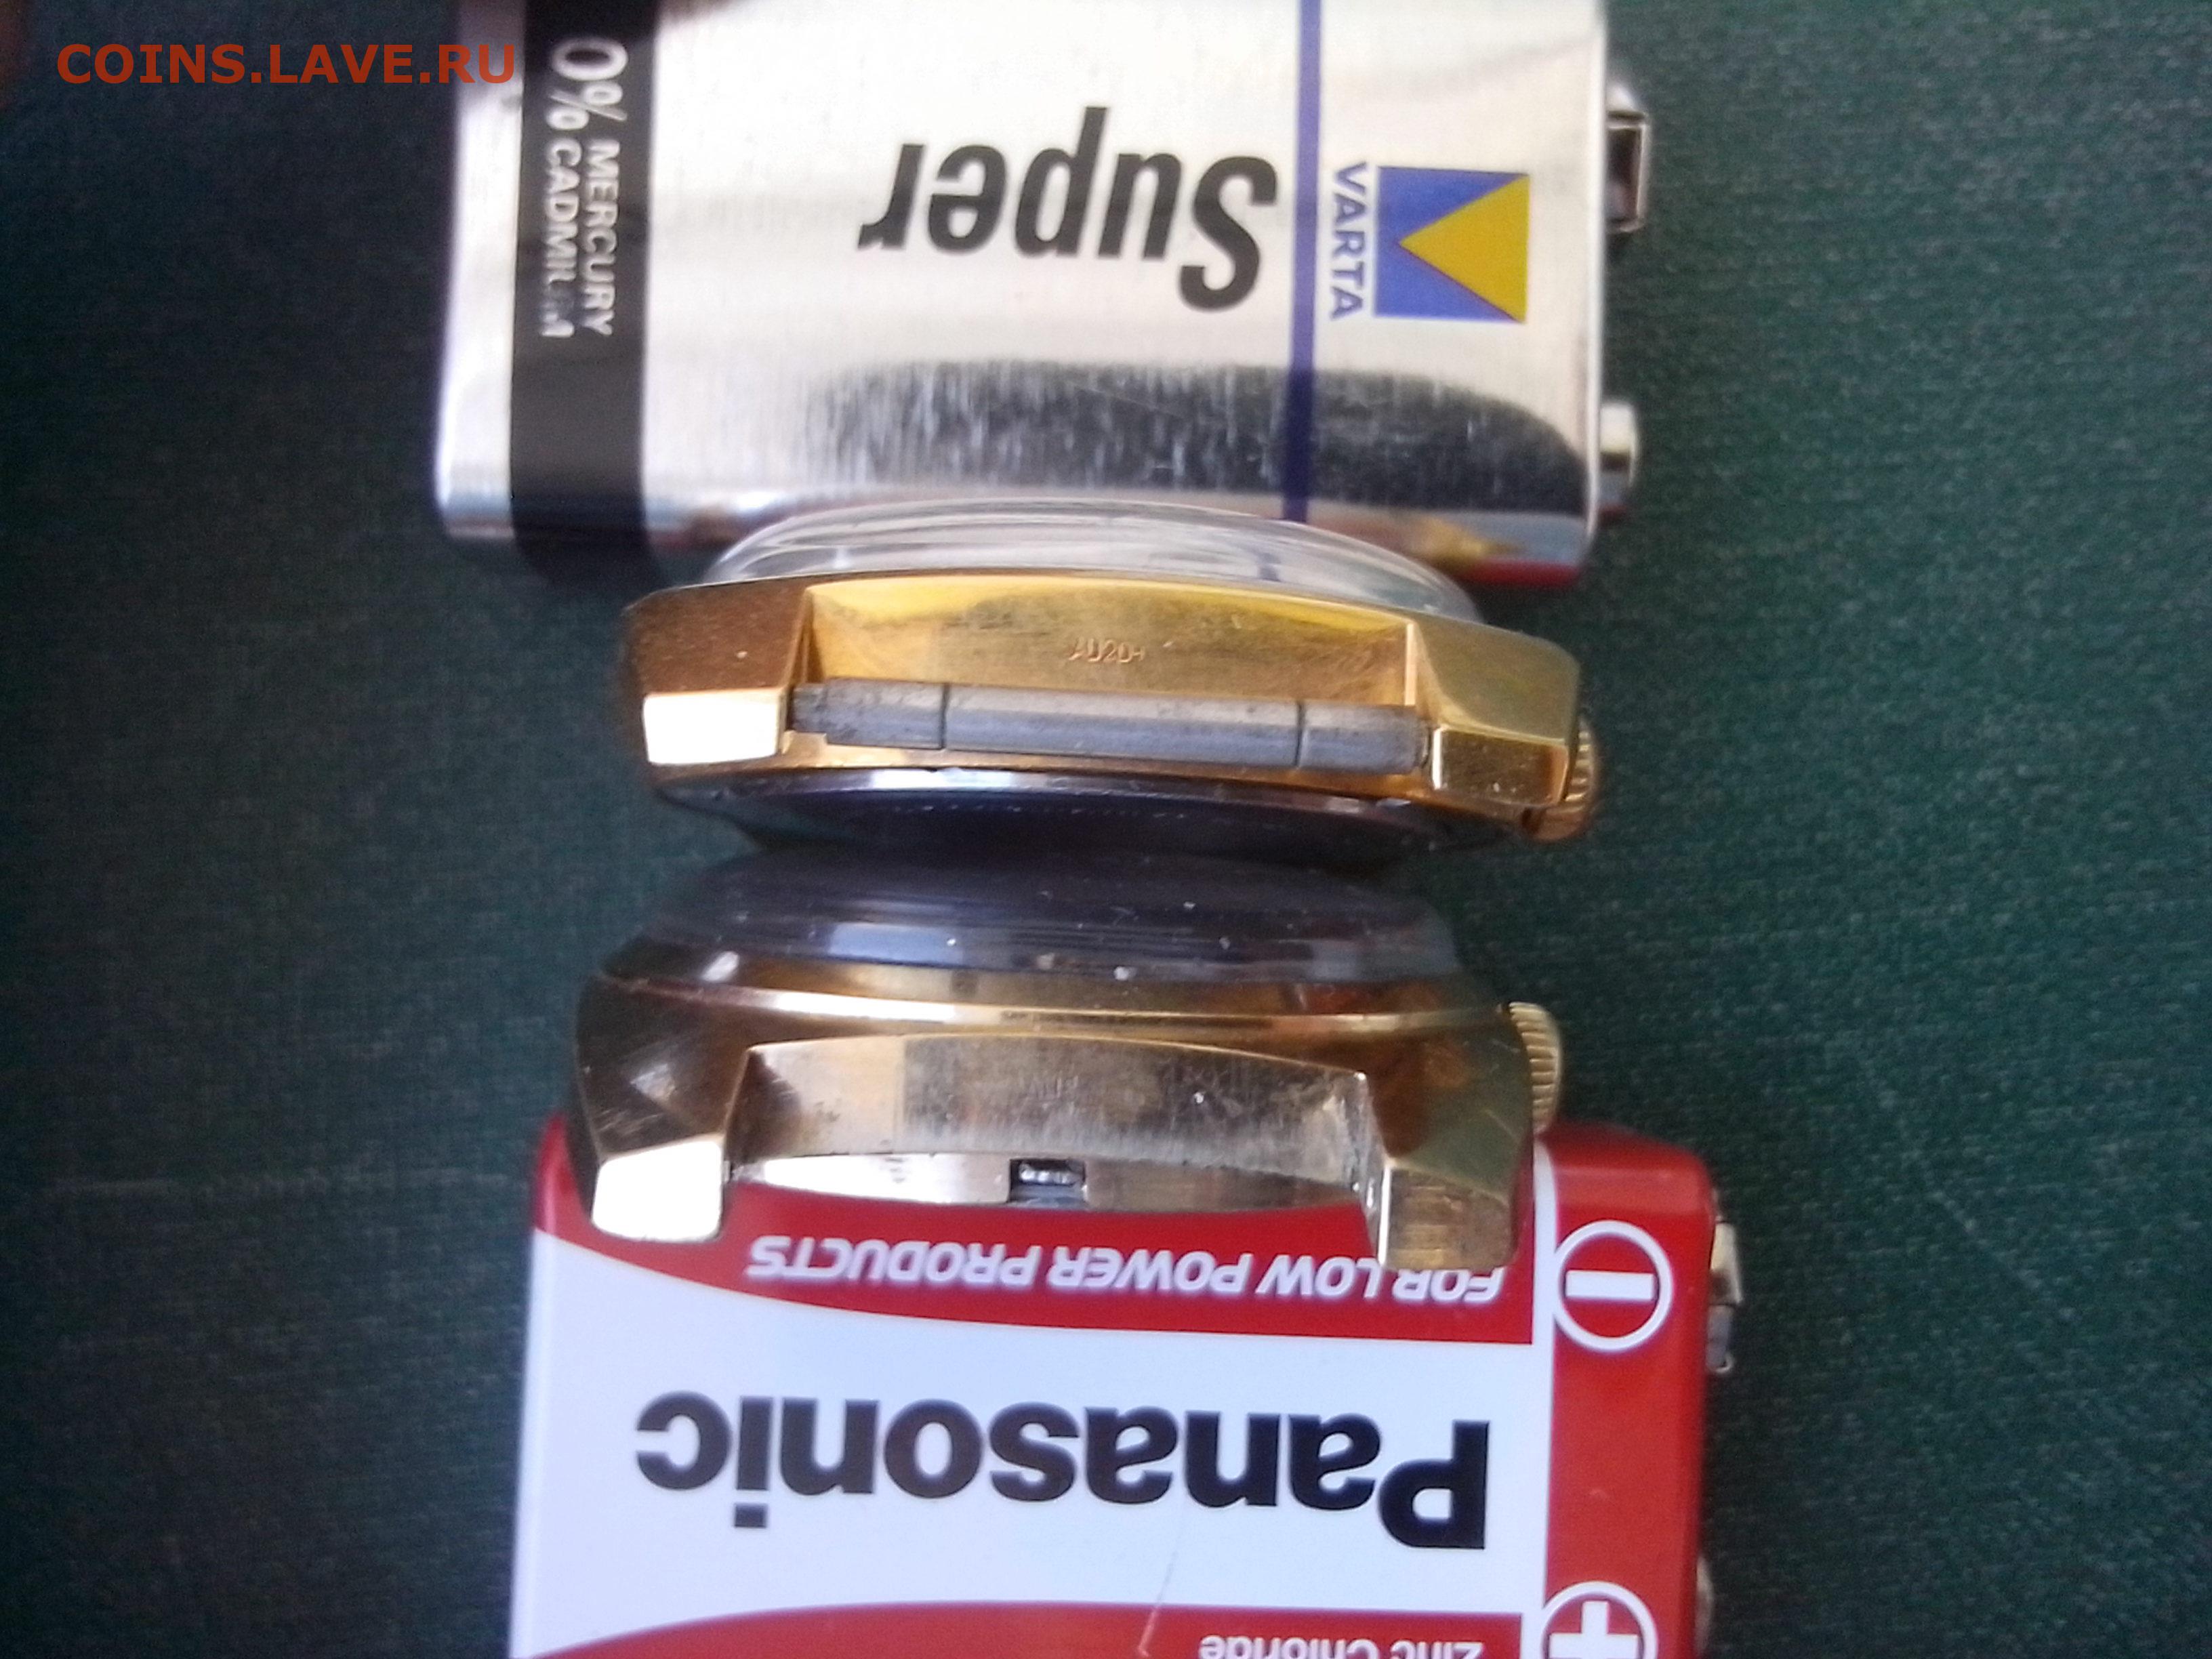 COINS.LAVE.RU
0% MERCURY
0% CADMIUM
Super
VARTA
FOR LOW POWER PRODUCTS
Panasonic
Zinc Chloride